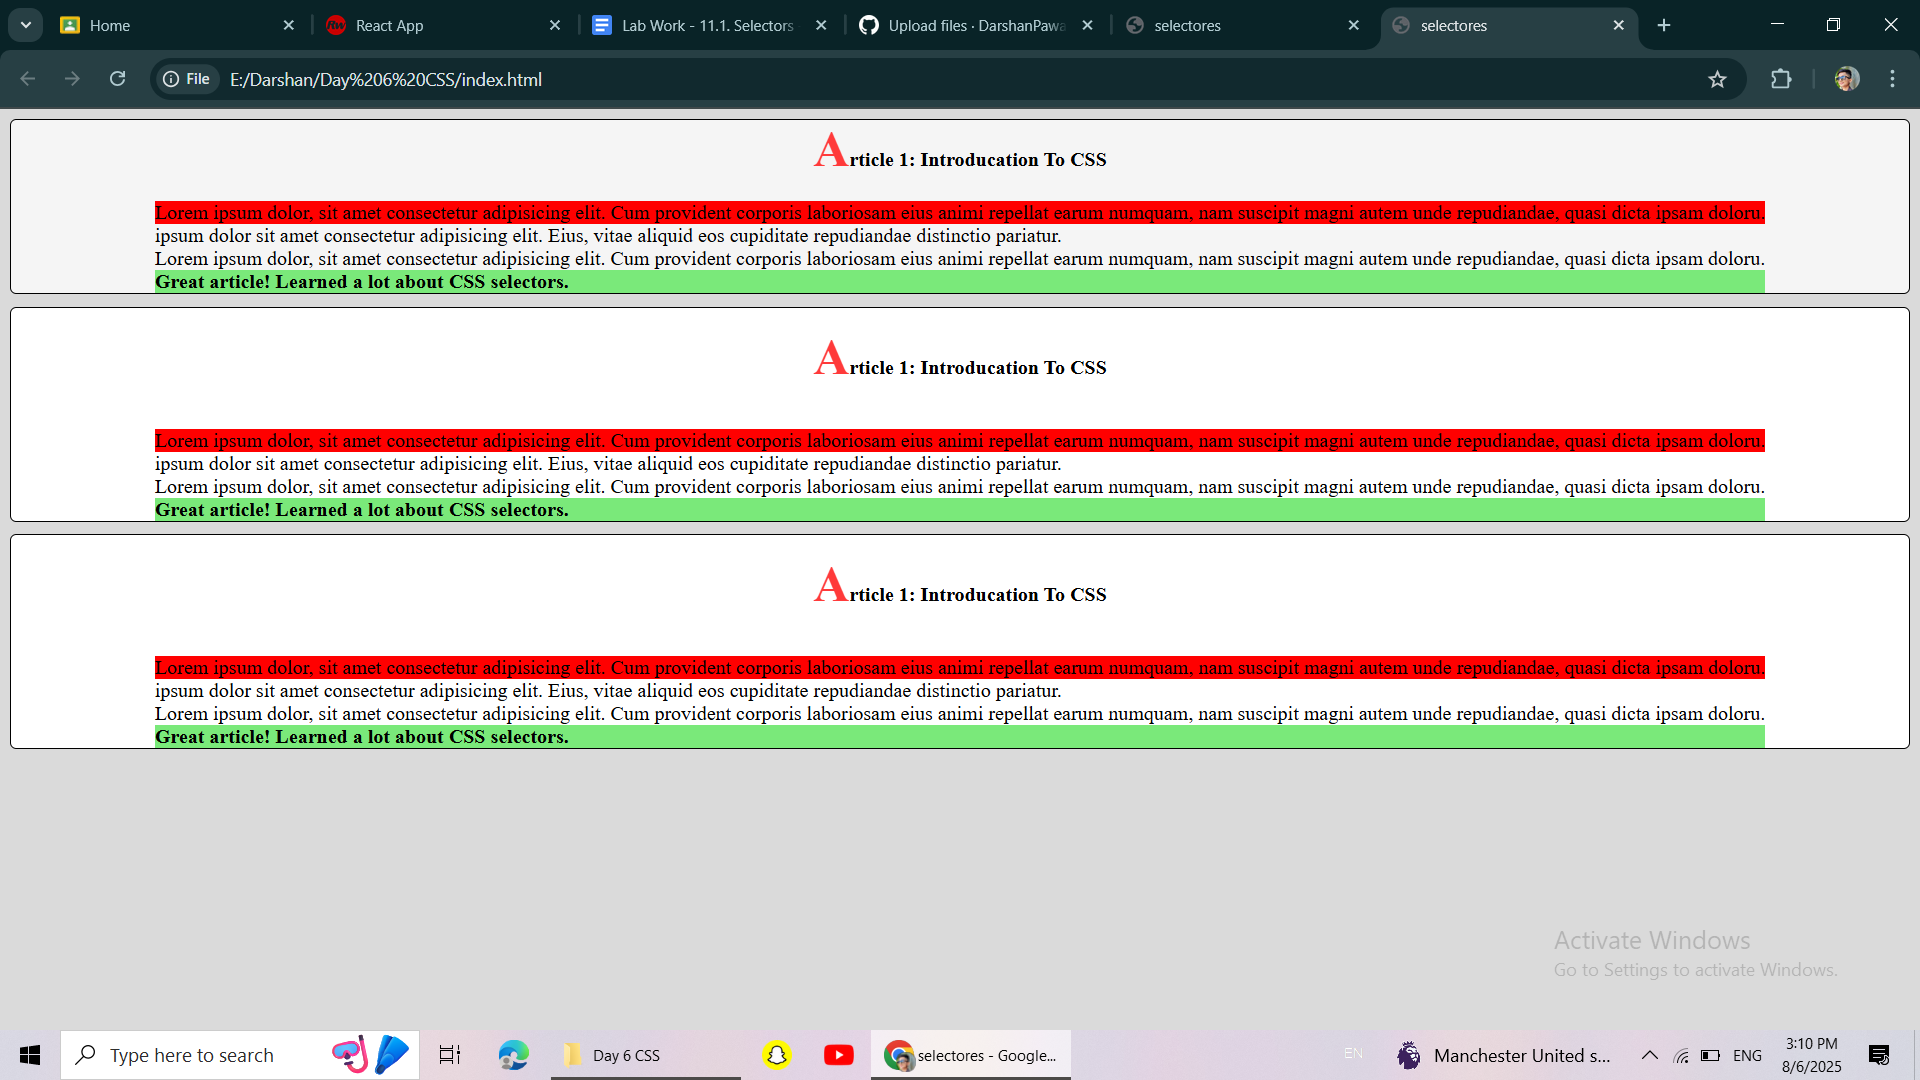 Home
React App
Lab Work - 11.1. Selectors
Upload files · DarshanPawa
selectores
selectores
File
E:/Darshan/Day%206%20CSS/index.html
Article 1: Introducation To CSS
Lorem ipsum dolor, sit amet consectetur adipisicing elit. Cum provident corporis laboriosam eius animi repellat earum numquam, nam suscipit magni autem unde repudiandae, quasi dicta ipsam doloru.
ipsum dolor sit amet consectetur adipisicing elit. Eius, vitae aliquid eos cupiditate repudiandae distinctio pariatur.
Lorem ipsum dolor, sit amet consectetur adipisicing elit. Cum provident corporis laboriosam eius animi repellat earum numquam, nam suscipit magni autem unde repudiandae, quasi dicta ipsam doloru.
Great article! Learned a lot about CSS selectors.
Article 1: Introducation To CSS
Lorem ipsum dolor, sit amet consectetur adipisicing elit. Cum provident corporis laboriosam eius animi repellat earum numquam, nam suscipit magni autem unde repudiandae, quasi dicta ipsam doloru.
ipsum dolor sit amet consectetur adipisicing elit. Eius, vitae aliquid eos cupiditate repudiandae distinctio pariatur.
Lorem ipsum dolor, sit amet consectetur adipisicing elit. Cum provident corporis laboriosam eius animi repellat earum numquam, nam suscipit magni autem unde repudiandae, quasi dicta ipsam doloru.
Great article! Learned a lot about CSS selectors.
Article 1: Introducation To CSS
Lorem ipsum dolor, sit amet consectetur adipisicing elit. Cum provident corporis laboriosam eius animi repellat earum numquam, nam suscipit magni autem unde repudiandae, quasi dicta ipsam doloru.
ipsum dolor sit amet consectetur adipisicing elit. Eius, vitae aliquid eos cupiditate repudiandae distinctio pariatur.
Lorem ipsum dolor, sit amet consectetur adipisicing elit. Cum provident corporis laboriosam eius animi repellat earum numquam, nam suscipit magni autem unde repudiandae, quasi dicta ipsam doloru.
Great article! Learned a lot about CSS selectors.
Activate Windows
Go to Settings to activate Windows.
Type here to search
Day 6 CSS
selectores - Google...
EN
Manchester United s...
ENG
3:10 PM
8/6/2025